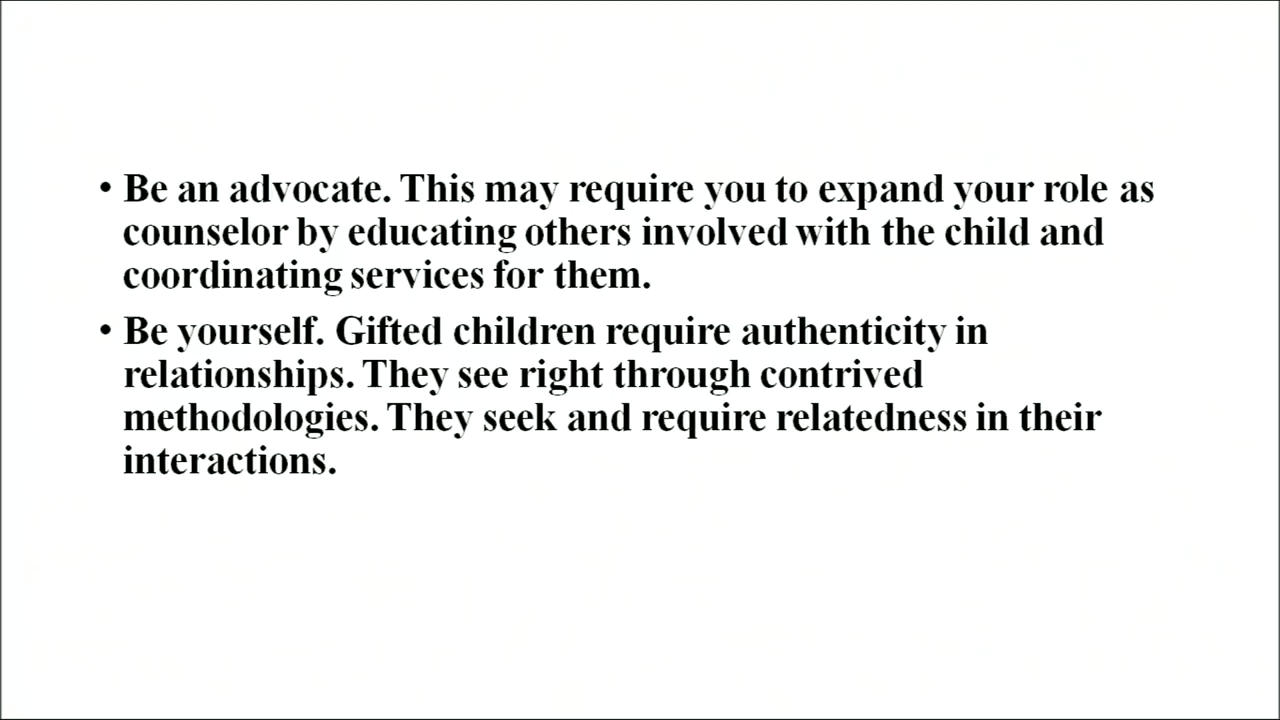 • Be an advocate. This may require you to expand your role as
counselor by educating others involved with the child and
coordinating services for them.
• Be yourself. Gifted children require authenticity in
relationships. They see right through contrived
methodologies. They seek and require relatedness in their
interactions.